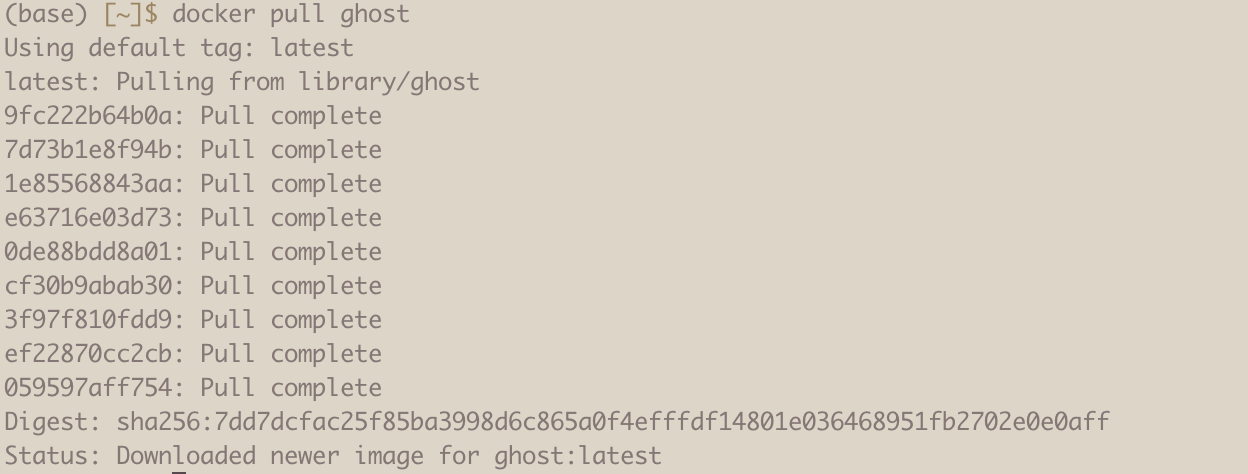 (base) [~]$ docker pull ghost
Using default tag: latest
latest: Pulling from library/ghost
9fc222b64b0a: Pull complete
7d73b1e8f94b: Pull complete
1e85568843aa: Pull complete
e63716e03d73: Pull complete
0de88bdd8a01: Pull complete
cf30b9abab30: Pull complete
3f97f810fdd9: Pull complete
ef22870cc2cb: Pull complete
059597aff754: Pull complete
Digest: sha256:7dd7dcfac25f85ba3998d6c865a0f4efffdf14801e036468951fb2702e0e0aff
Status: Downloaded newer image for ghost:latest